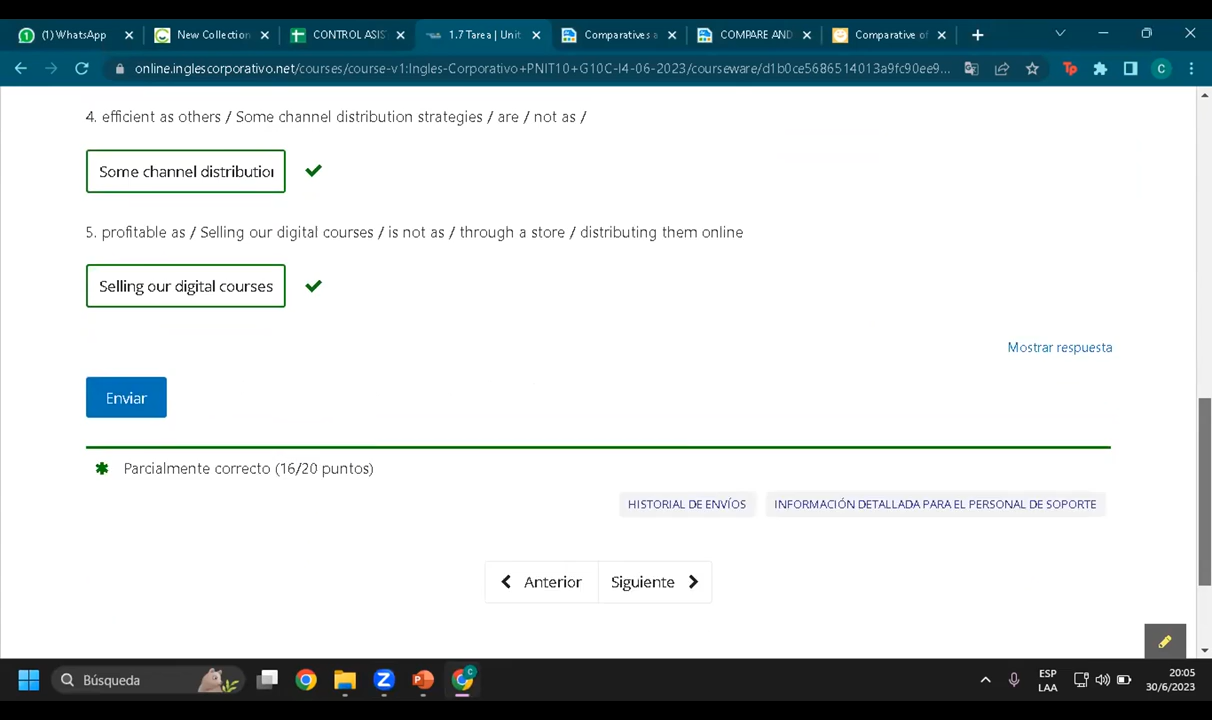 (1) WhatsApp
New Collection
CONTROL ASIS
1.7 Tarea | Unit
Comparatives a
COMPARE AND
Comparative of
online.inglescorporativo.net/courses/course-v1:Ingles-Corporativo+PNIT10+G10C-I4-06-2023/courseware/d1b0ce5686514013a9fc90ee9...
4. efficient as others / Some channel distribution strategies / are / not as /
Some channel distribution
5. profitable as / Selling our digital courses / is not as / through a store / distributing them online
Selling our digital courses
Mostrar respuesta
Enviar
Parcialmente correcto (16/20 puntos)
HISTORIAL DE ENVÍOS
INFORMACIÓN DETALLADA PARA EL PERSONAL DE SOPORTE
Anterior
Siguiente
Búsqueda
ESP
LAA
20:05
30/6/2023